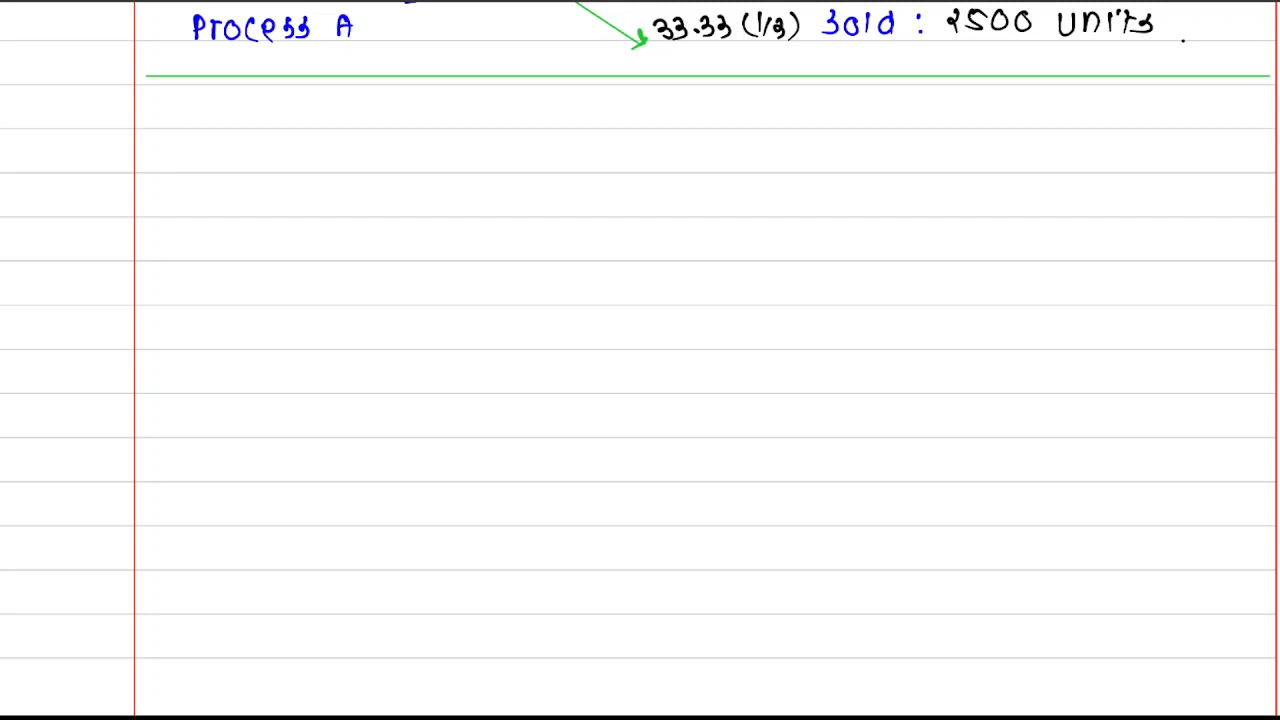 Process A 33.33 (1/3) Sold : 2500 units .